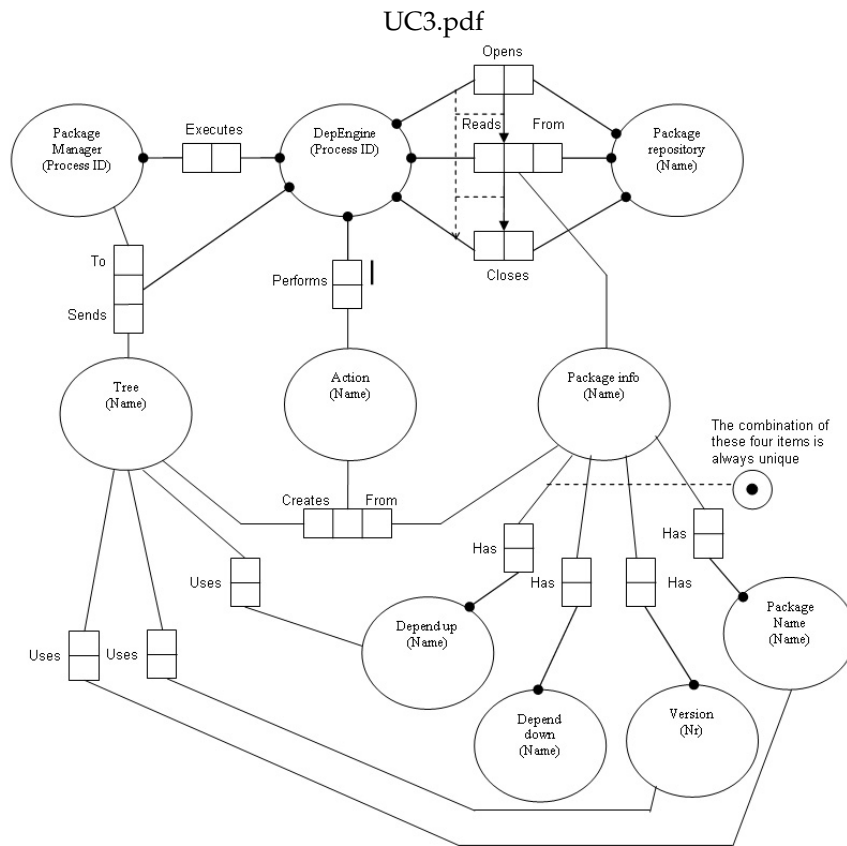 UC3.pdf
Opens
Executes
Reads
From
Package
Manager
(Process ID)
DepEngine
(Process ID)
Package
repository
(Name)
To
Sends
Performs
Closes
Tree
(Name)
Action
(Name)
Package info
(Name)
The combination of
these four items is
always unique
Creates
From
Has
Has
Has
Has
Uses
Uses
Uses
Depend up
(Name)
Depend
down
(Name)
Version
(Nr)
Package
Name
(Name)